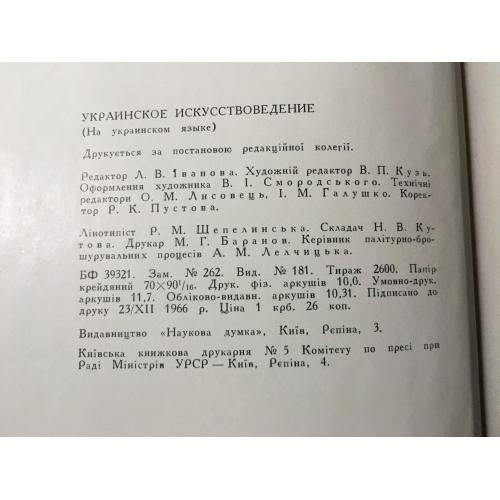 УКРАИНСКОЕ ИСКУССТВОВЕДЕНИЕ
(На украинском языке)
Друкується за постановою редакційної колегії.
Редактор Л. В. Іванова. Художній редактор В. П. Кузь.
Оформлення художника В. І. Смородського. Технічні
редактори О. М. Лисовець, І. М. Галушко. Корек-
тор Р. К. Пустова.
Лінотипіст Р. М. Шепелинська. Складач Н. В. Ку-
това. Друкар М. Г. Баранов. Керівник палітурно-бро-
шурувальних процесів А. М. Лелчицька.
БФ 39321. Зам. № 262. Вид. № 181. Тираж 2600. Папір
крейдяний 70×90¹/₁₆. Друк. фіз. аркушів 10,0. Умовно-друк.
аркушів 11,7. Обліково-видавн. аркушів 10,31. Підписано до
друку 23/XII 1966 р. Ціна 1 крб. 26 коп.
Видавництво «Наукова думка», Київ, Рєпіна, 3.
Київська книжкова друкарня № 5 Комітету по пресі при
Раді Міністрів УРСР — Київ, Рєпіна, 4.